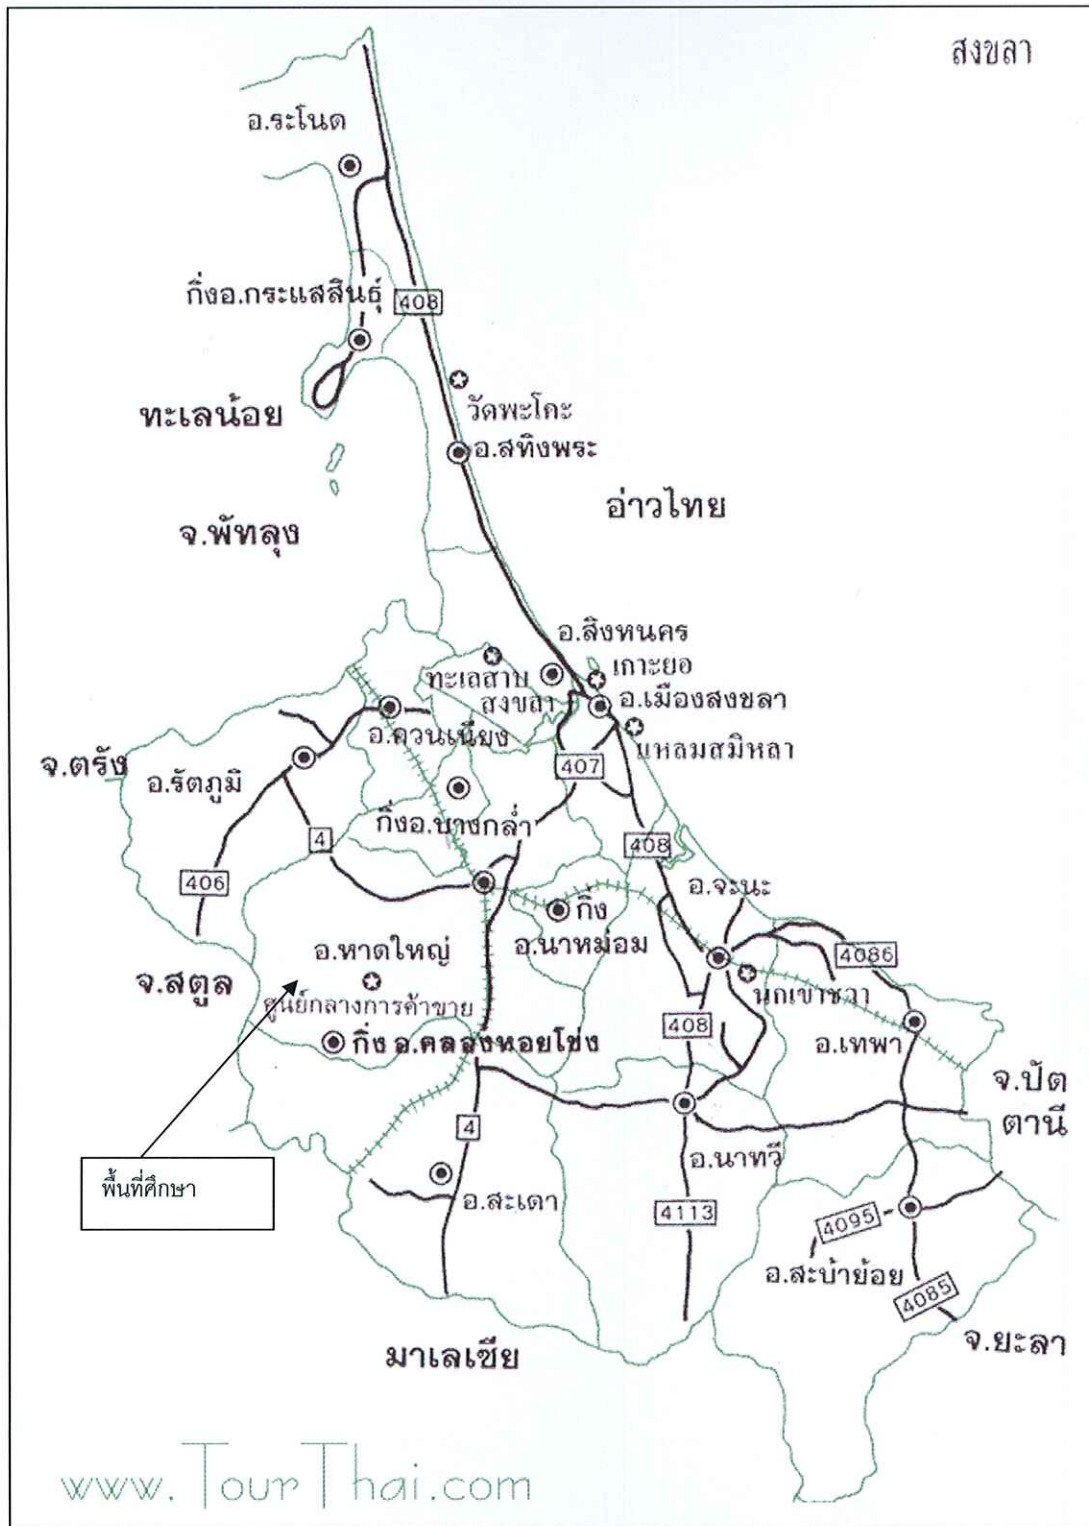 สงขลา
อ.ระโนด
กิ่งอ.กระแสสินธุ์
408
ทะเลน้อย
วัดพะโคะ
อ.สทิงพระ
อ่าวไทย
จ.พัทลุง
อ.สิงหนคร
เกาะยอ
ทะเลสาบ
สงขลา
อ.เมืองสงขลา
อ.ควนเนียง
แหลมสมิหลา
จ.ตรัง
อ.รัตภูมิ
407
กิ่งอ.บางกล่ำ
4
408
406
อ.จะนะ
กิ่ง
อ.นาหม่อม
อ.หาดใหญ่
4086
จ.สตูล
ศูนย์กลางการค้าขาย
นกเขาชวา
408
กิ่ง อ.คลองหอยโข่ง
อ.เทพา
จ.ปัต
ตานี
4
พื้นที่ศึกษา
อ.นาทวี
อ.สะเดา
4113
4095
อ.สะบ้าย้อย
4085
มาเลเซีย
จ.ยะลา
www.TourThai.com